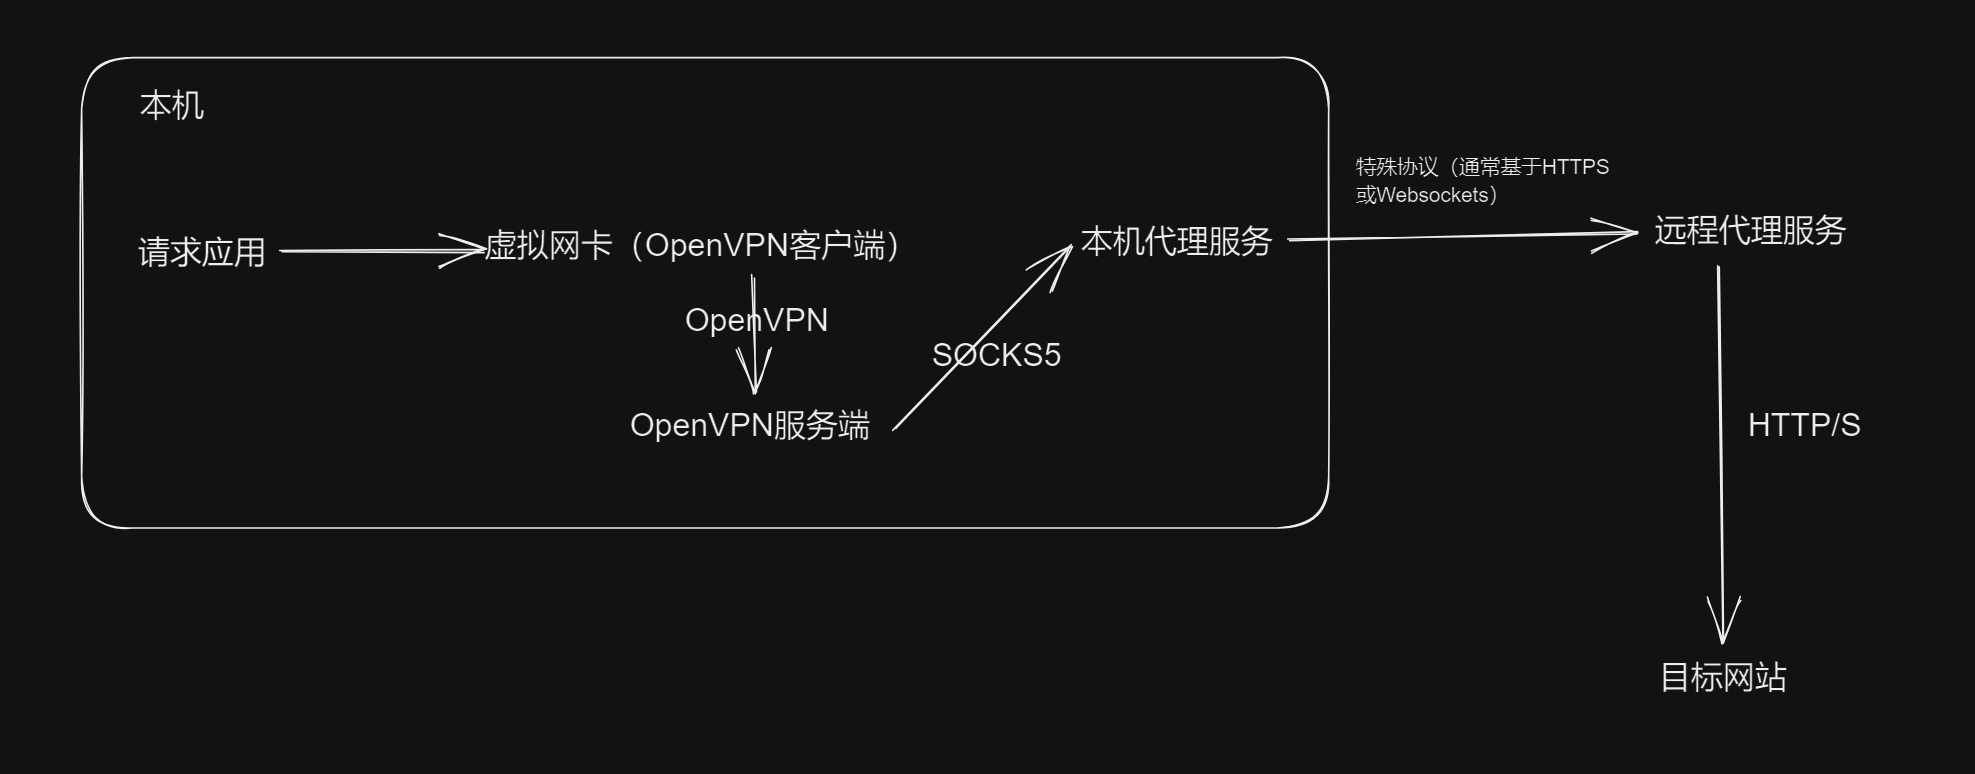 本机
特殊协议（通常基于HTTPS
或Websockets）
请求应用
虚拟网卡（OpenVPN客户端）
本机代理服务
远程代理服务
OpenVPN
SOCKS5
OpenVPN服务端
HTTP/S
目标网站